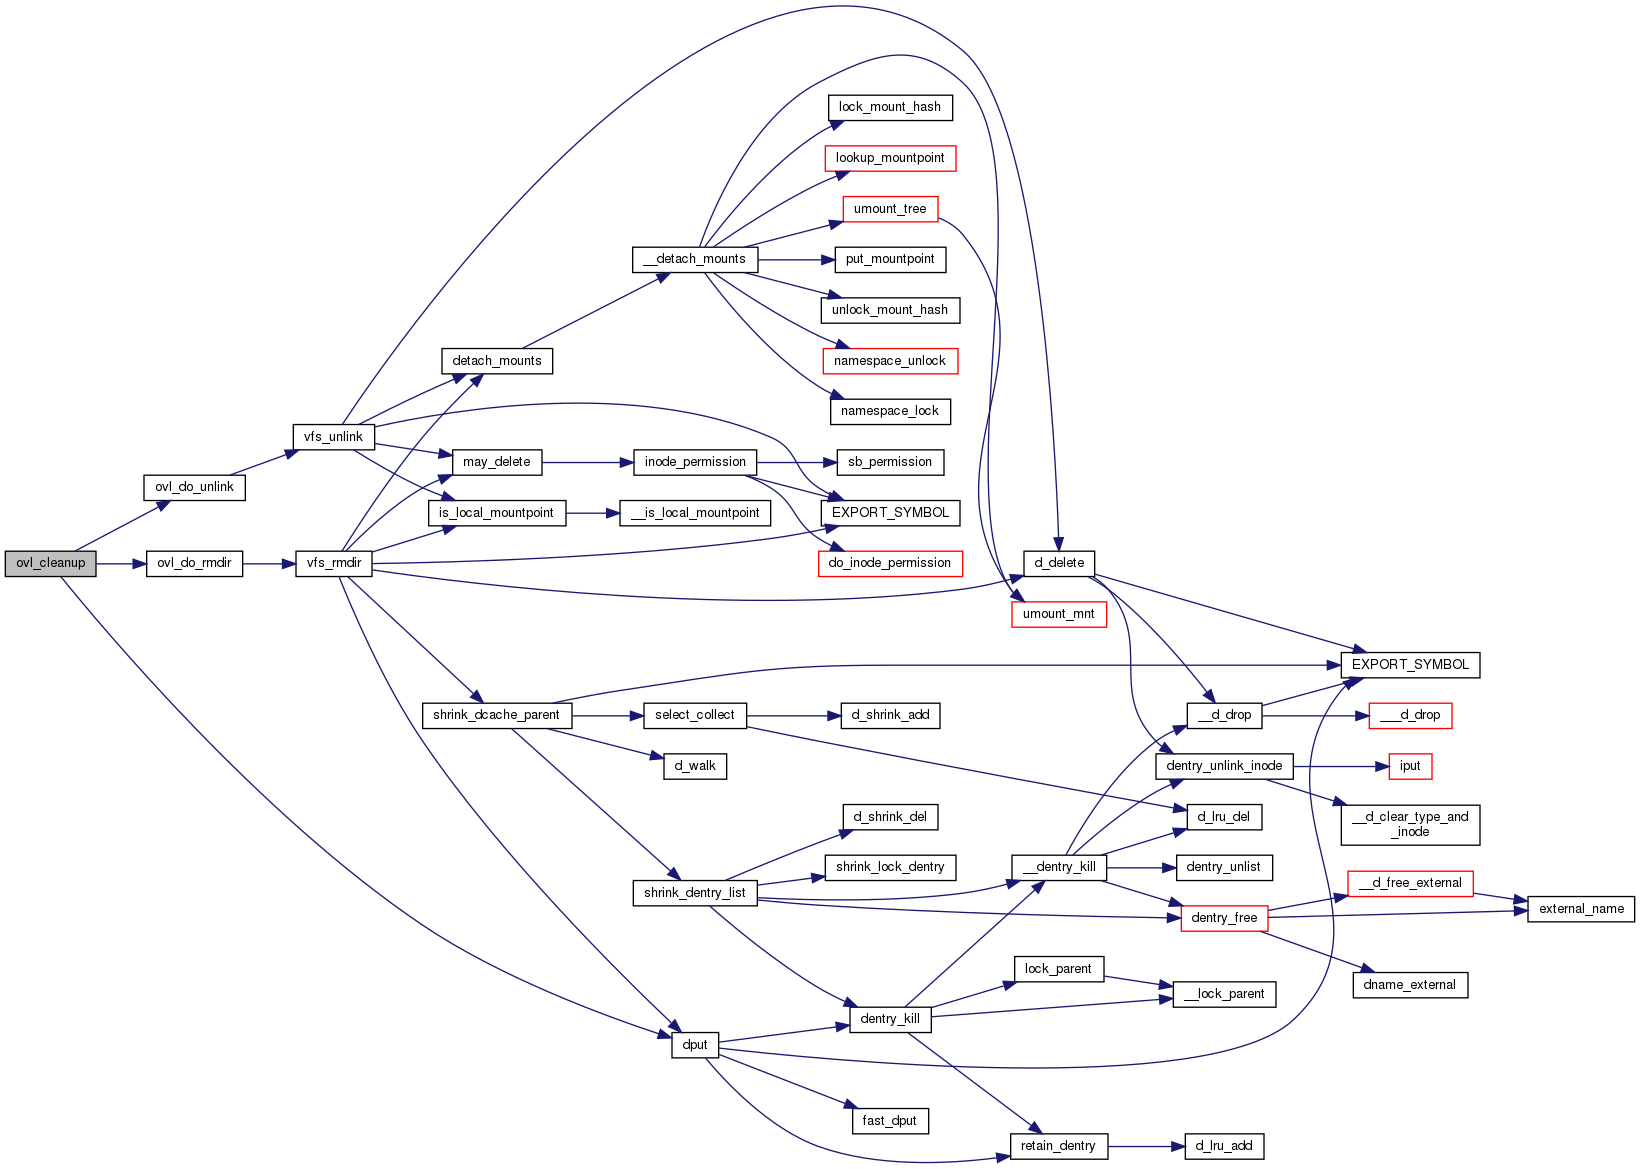 lock_mount_hash
lookup_mountpoint
umount_tree
__detach_mounts
put_mountpoint
unlock_mount_hash
detach_mounts
namespace_unlock
namespace_lock
vfs_unlink
may_delete
inode_permission
sb_permission
ovl_do_unlink
is_local_mountpoint
__is_local_mountpoint
EXPORT_SYMBOL
ovl_cleanup
ovl_do_rmdir
vfs_rmdir
do_inode_permission
d_delete
umount_mnt
EXPORT_SYMBOL
shrink_dcache_parent
select_collect
d_shrink_add
__d_drop
___d_drop
d_walk
dentry_unlink_inode
iput
d_shrink_del
d_lru_del
__d_clear_type_and
_inode
shrink_lock_dentry
__dentry_kill
dentry_unlist
shrink_dentry_list
__d_free_external
dentry_free
external_name
lock_parent
dname_external
__lock_parent
dentry_kill
dput
fast_dput
retain_dentry
d_lru_add